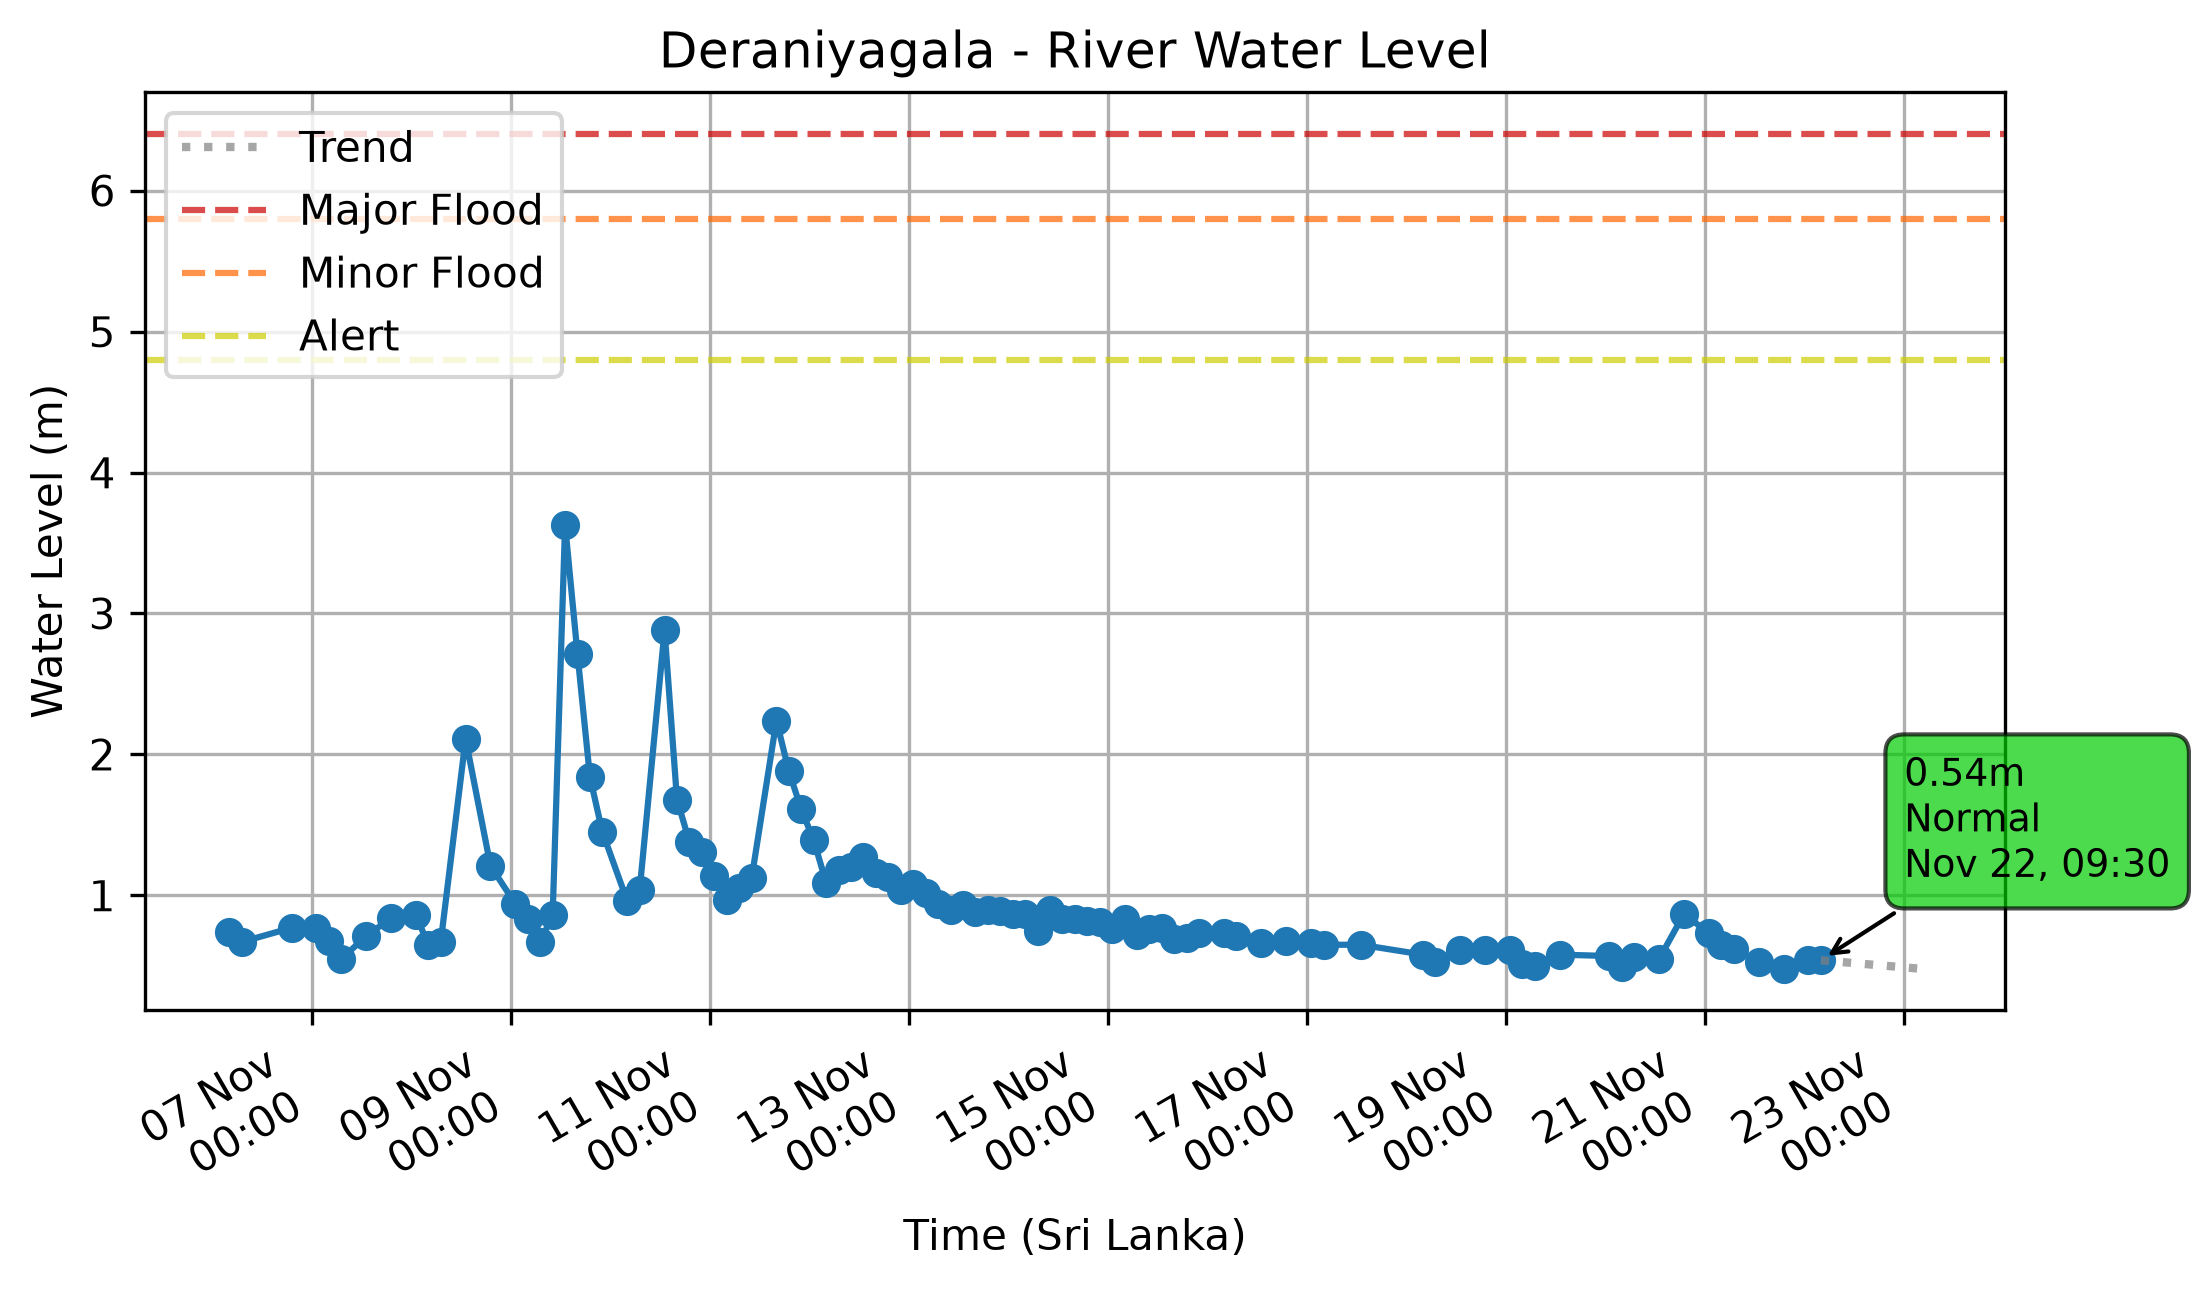 Deraniyagala - River Water Level
Trend
Major Flood
Minor Flood
Alert
Water Level (m)
6
5
4
3
2
1
0.54m
Normal
Nov 22, 09:30
07 Nov
00:00
09 Nov
00:00
11 Nov
00:00
13 Nov
00:00
15 Nov
00:00
17 Nov
00:00
19 Nov
00:00
21 Nov
00:00
23 Nov
00:00
Time (Sri Lanka)